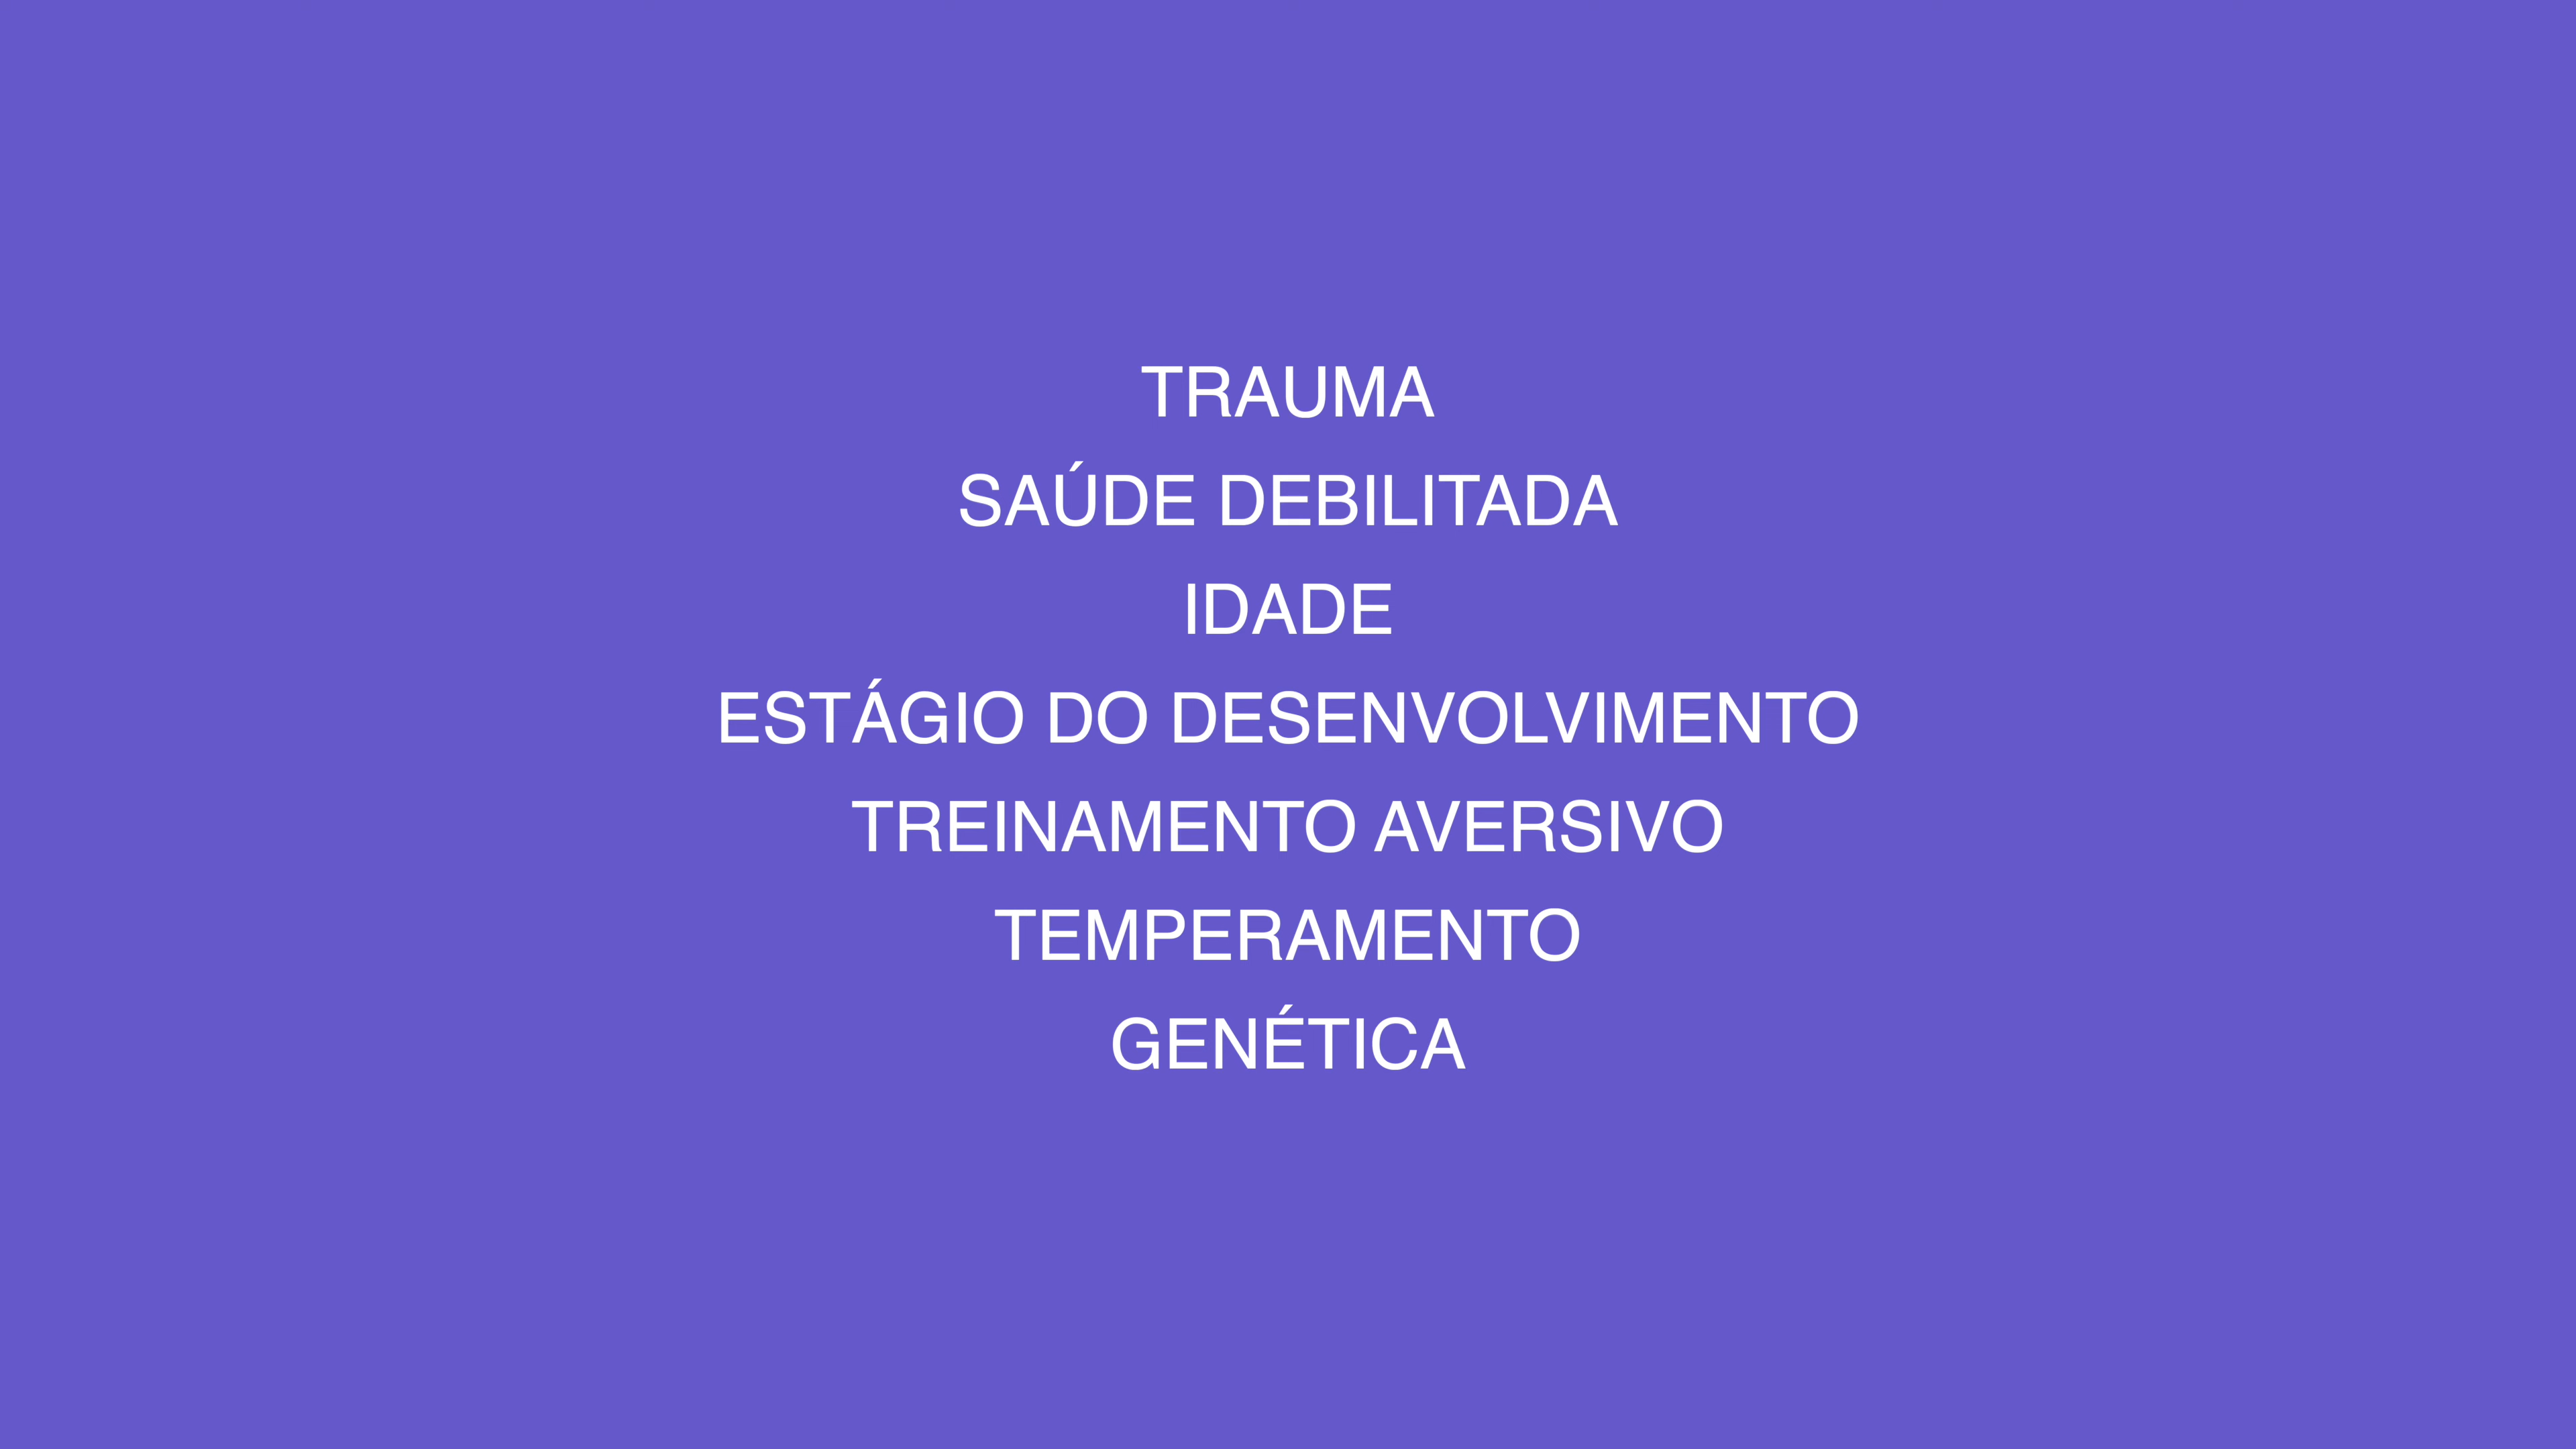 TRAUMA
SAÚDE DEBILITADA
IDADE
ESTÁGIO DO DESENVOLVIMENTO
TREINAMENTO AVERSIVO
TEMPERAMENTO
GENÉTICA